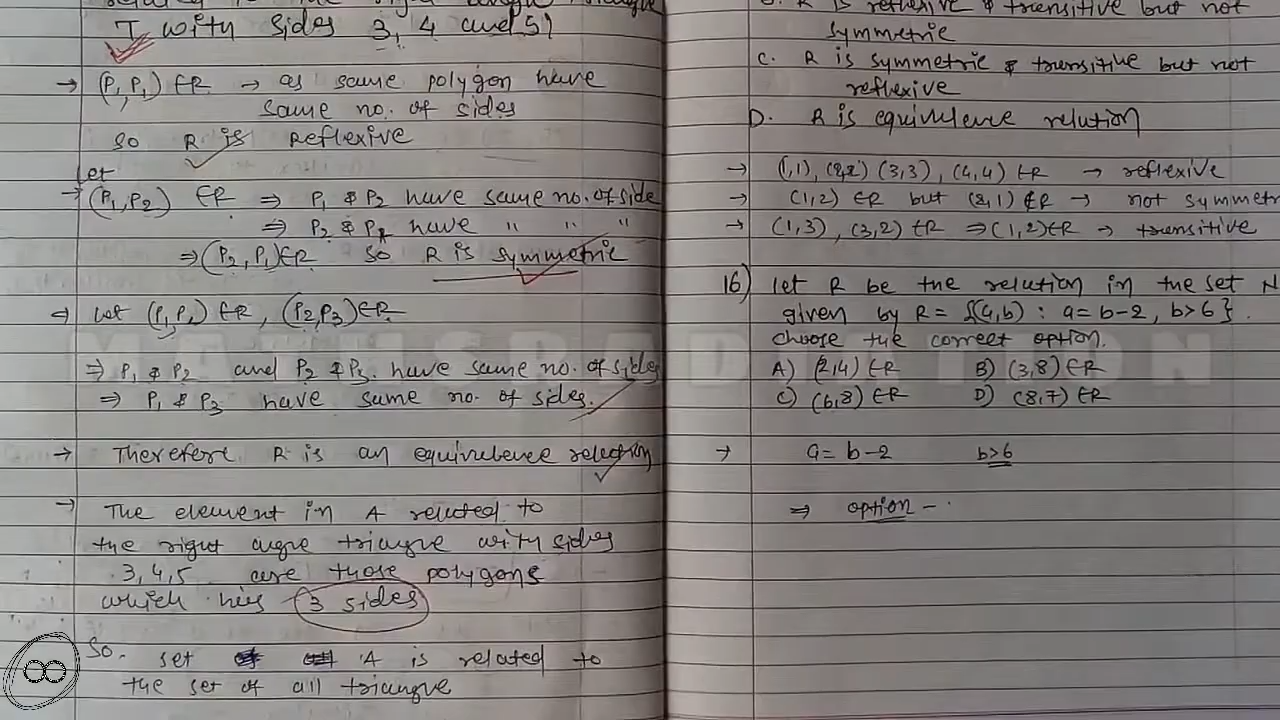 T with sides 3, 4 and 5)
→ (P1, P1) ∈R → as same polygon have
same no. of sides
so R is Reflexive
let
→ (P1, P2) ∈R ⇒ P1 & P2 have same no. of side
⇒ P2 & P1 have " " "
⇒ (P2, P1) ∈R so R is symmetric
⇒ let (P1, P2) ∈R, (P2, P3) ∈R
⇒ P1 & P2 and P2 & P3 have same no. of sides
⇒ P1 & P3 have same no. of sides.
→ Therefore R is an equivalence relation
→ The element in A related to
the right angle triangle with sides
3, 4, 5 are those polygons
which has 3 sides
So. set A is related to
the set of all triangle
R is reflexive & transitive but not
symmetric
C. R is symmetric & transitive but not
reflexive
D. R is equivalence relation
→ (1,1), (2,2) (3,3), (4,4) ∈R → reflexive
→ (1,2) ∈R but (2,1) ∉R → not symmetr
→ (1,3), (3,2) ∈R ⇒ (1,2) ∈R → transitive
16) let R be the relation in the set N
given by R = {(a,b) : a = b-2, b>6}.
choose the correct option.
A) (2,4) ∈R B) (3,8) ∈R
C) (6,8) ∈R D) (8,7) ∈R
→ a = b-2 b>6
⇒ option -
MATHS RADIATION